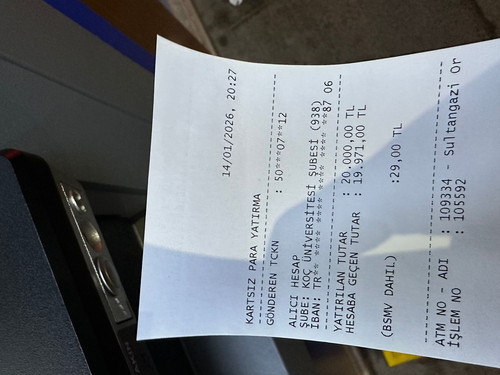 14/01/2026, 20:27
KARTSIZ PARA YATIRMA
GÖNDEREN TCKN : 50***07**12
ALICI HESAP
ŞUBE: KOÇ ÜNİVERSİTESİ ŞUBESİ (938)
IBAN: TR** **** **** **** **** **87 06
YATIRILAN TUTAR : 20.000,00 TL
HESABA GEÇEN TUTAR : 19.971,00 TL
:29,00 TL
(BSMV DAHIL)
ATM NO - ADI : 109334 - Sultangazi Or
İŞLEM NO : 105592